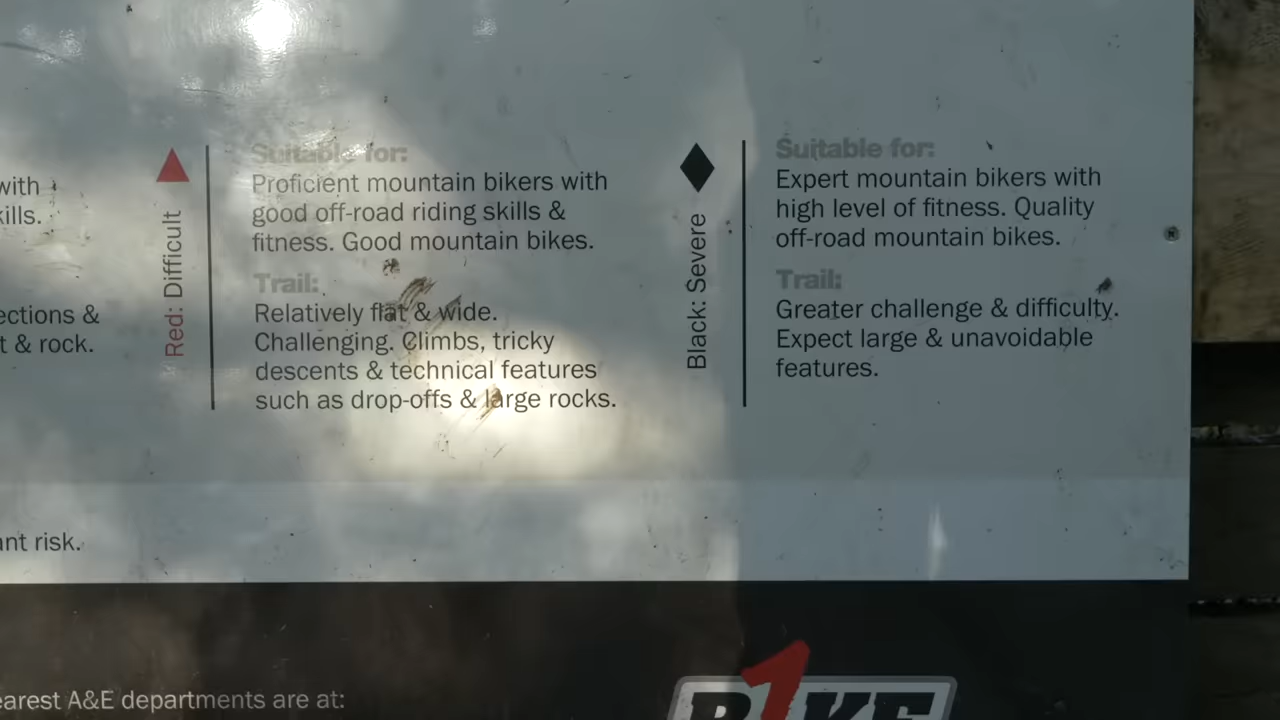 with
kills.
ections &
t & rock.
ant risk.
Red: Difficult
Suitable for:
Proficient mountain bikers with
good off-road riding skills &
fitness. Good mountain bikes.
Trail:
Relatively flat & wide.
Challenging. Climbs, tricky
descents & technical features
such as drop-offs & large rocks.
Black: Severe
Suitable for:
Expert mountain bikers with
high level of fitness. Quality
off-road mountain bikes.
Trail:
Greater challenge & difficulty.
Expect large & unavoidable
features.
earest A&E departments are at:
1
BIKE